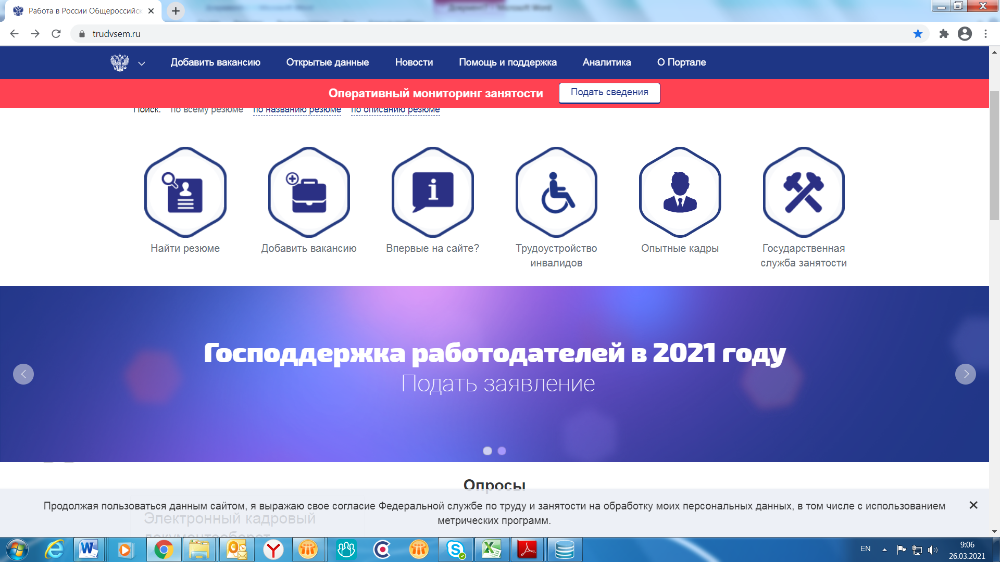 Работа в России Общероссийск
trudvsem.ru
Добавить вакансию Открытые данные Новости Помощь и поддержка Аналитика О Портале
Оперативный мониторинг занятости Подать сведения
Поиск: по всему резюме по названию резюме по описанию резюме
Найти резюме
Добавить вакансию
Впервые на сайте?
Трудоустройство
инвалидов
Опытные кадры
Государственная
служба занятости
Господдержка работодателей в 2021 году
Подать заявление
Опросы
Продолжая пользоваться данным сайтом, я выражаю свое согласие Федеральной службе по труду и занятости на обработку моих персональных данных, в том числе с использованием
метрических программ.
Электронный кадровый
документооборот
EN
9:06
26.03.2021